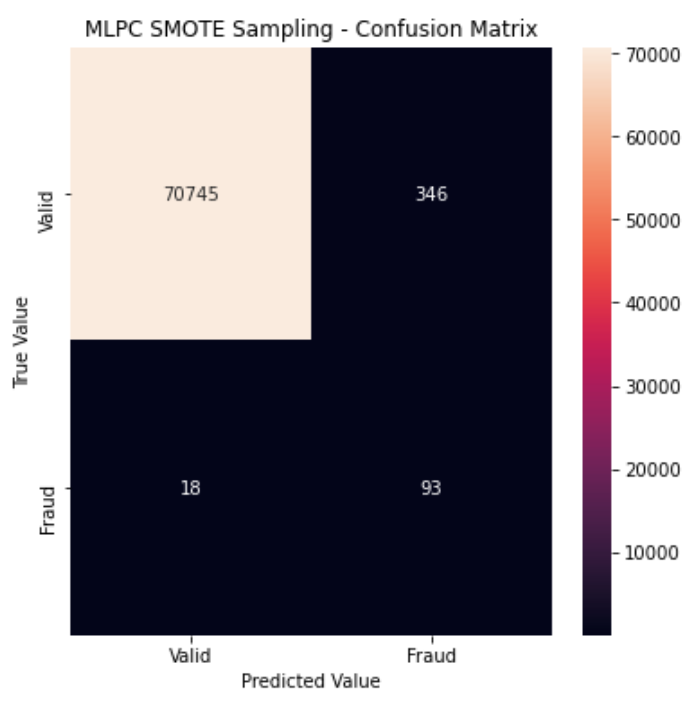 MLPC SMOTE Sampling - Confusion Matrix
70000
60000
50000
40000
30000
20000
10000
True Value
Valid
70745 346
Fraud
18 93
Valid Fraud
Predicted Value